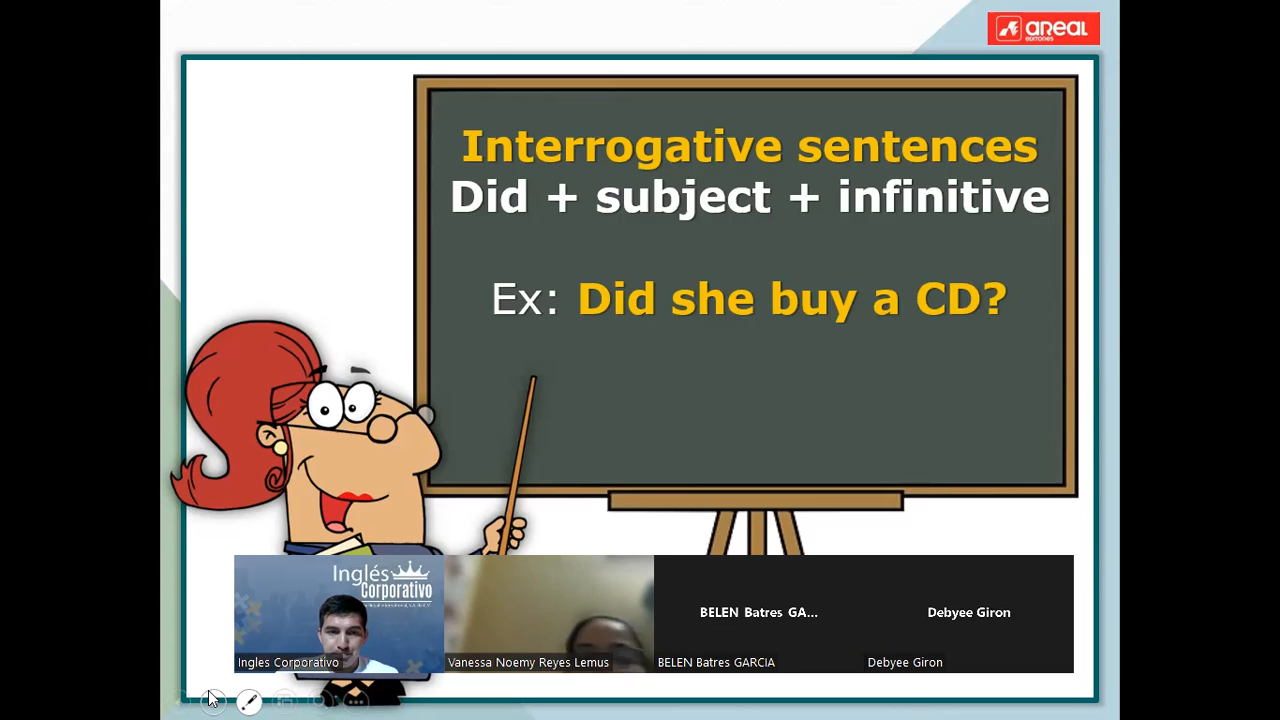 aREAL
EDITORES
Interrogative sentences
Did + subject + infinitive
Ex: Did she buy a CD?
Inglés
Corporativo
Ingles Corporativo
Vanessa Noemy Reyes Lemus
BELEN Batres GA...
BELEN Batres GARCIA
Debyee Giron
Debyee Giron